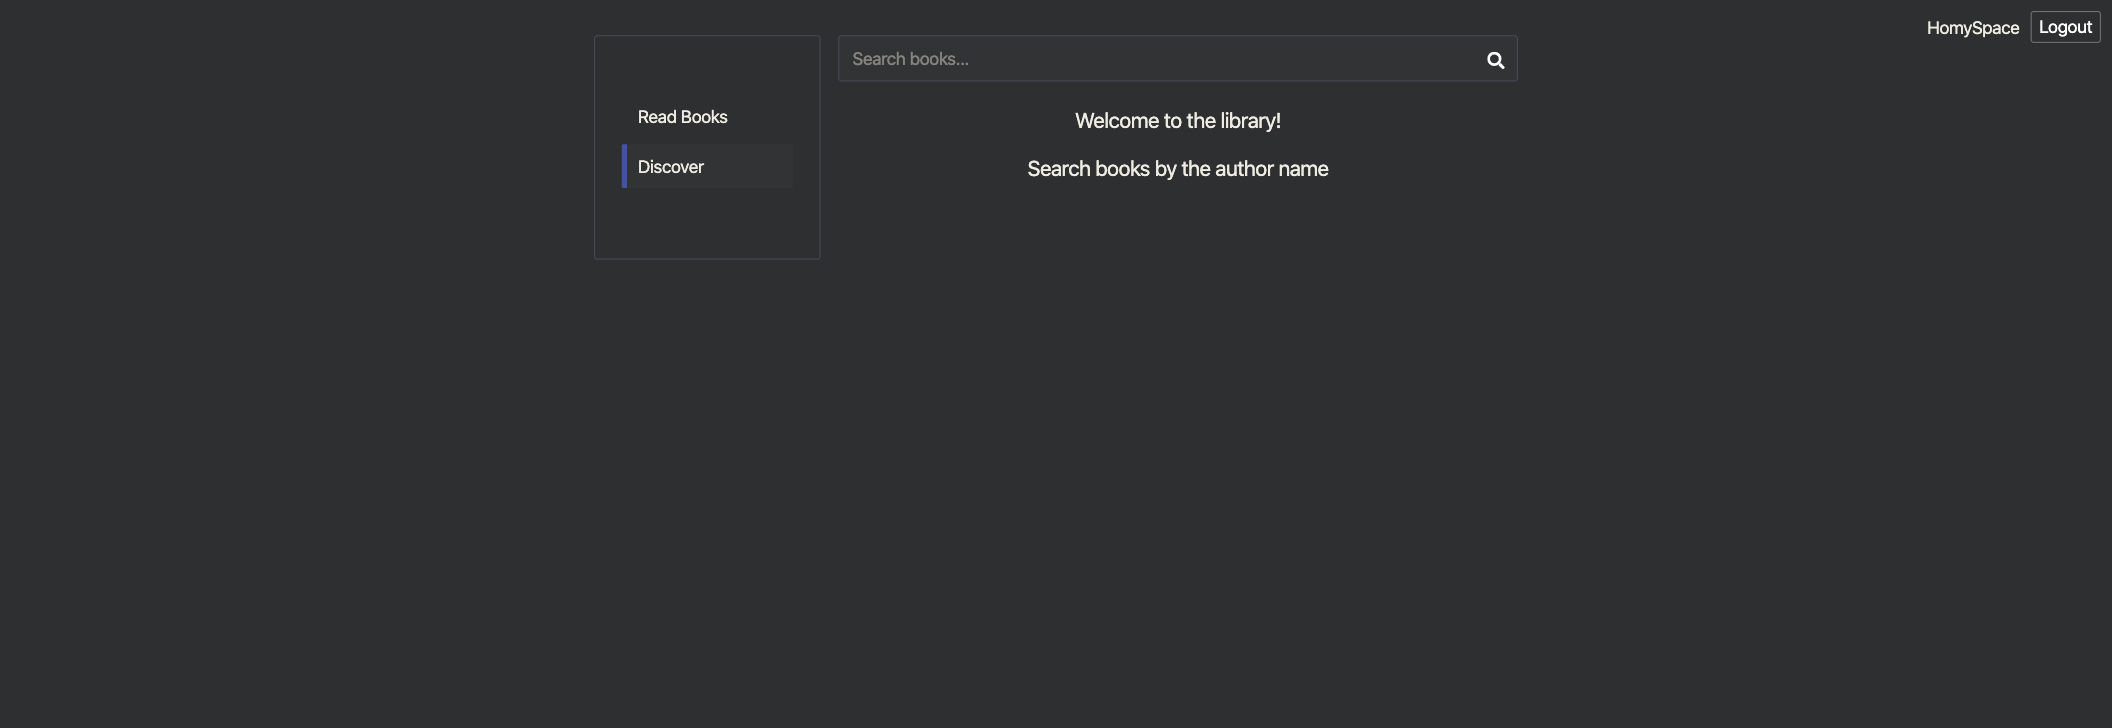 HomySpace
Logout
Search books...
Read Books
Discover
Welcome to the library!
Search books by the author name